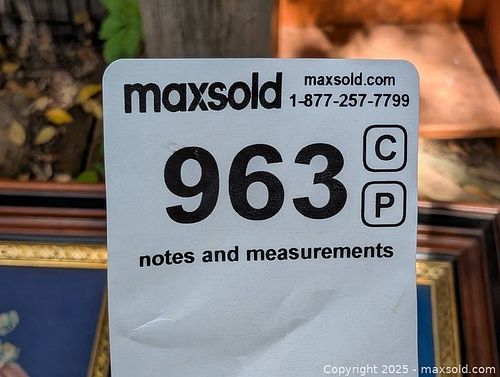 maxsold
maxsold.com
1-877-257-7799
963
C
P
notes and measurements
Copyright © 2025 - maxsold.com